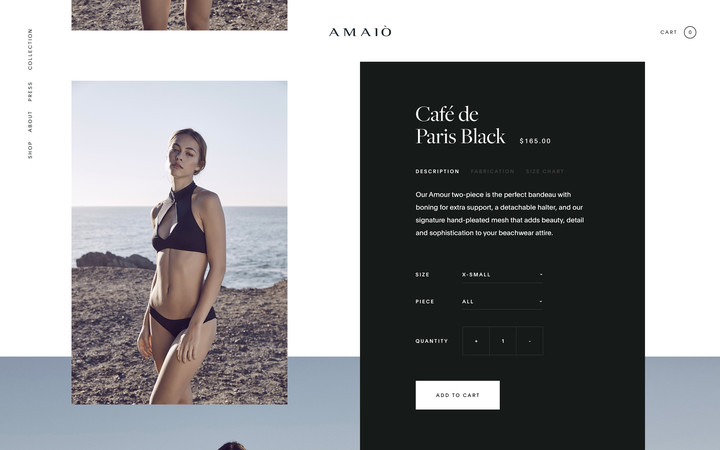 AMAIÒ
CART 0
COLLECTION
PRESS
ABOUT
SHOP
Café de
Paris Black $165.00
DESCRIPTION FABRICATION SIZE CHART
Our Amour two-piece is the perfect bandeau with
boning for extra support, a detachable halter, and our
signature hand-pleated mesh that adds beauty, detail
and sophistication to your beachwear attire.
SIZE X-SMALL -
PIECE ALL -
QUANTITY + 1 -
ADD TO CART